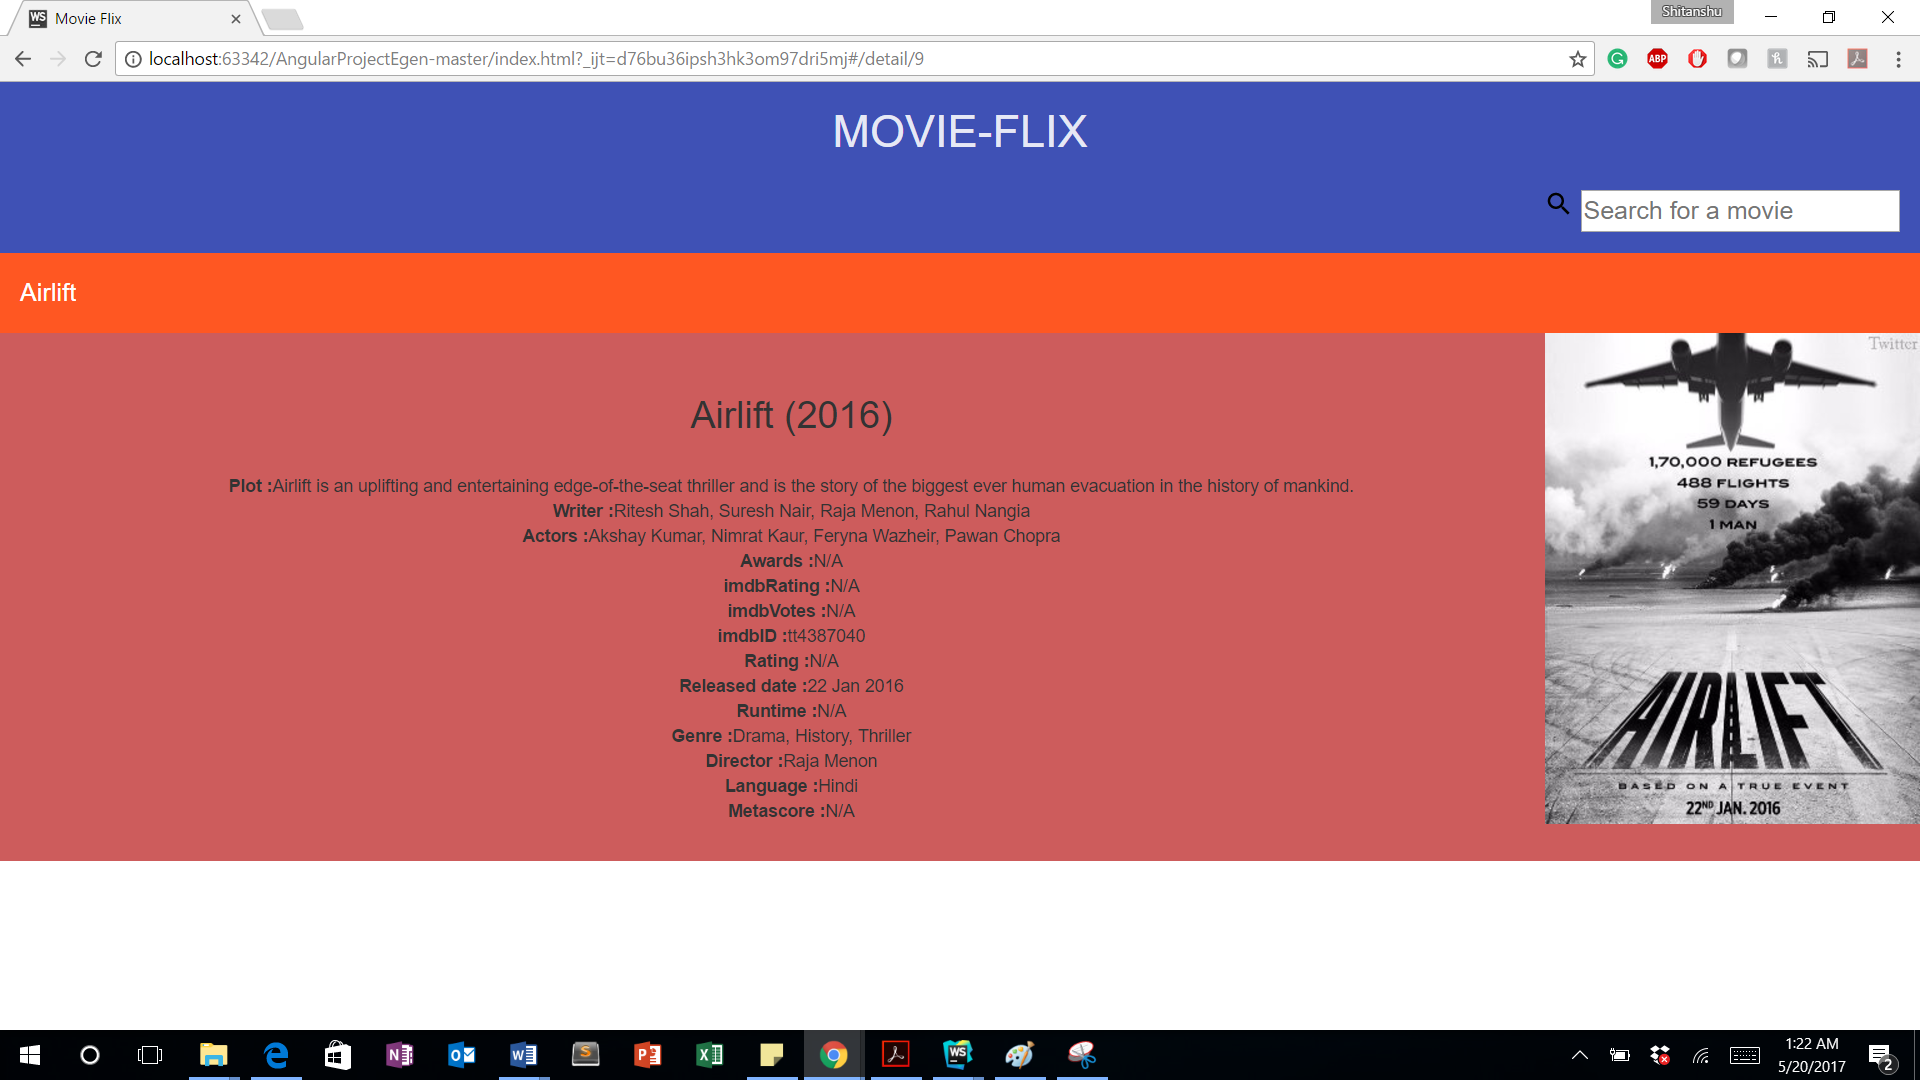 Movie Flix
Shitanshu
localhost:63342/AngularProjectEgen-master/index.html?_ijt=d76bu36ipsh3hk3om97dri5mj#/detail/9
ABP
MOVIE-FLIX
Search for a movie
Airlift
Twitter
Airlift (2016)
Plot :Airlift is an uplifting and entertaining edge-of-the-seat thriller and is the story of the biggest ever human evacuation in the history of mankind.
Writer :Ritesh Shah, Suresh Nair, Raja Menon, Rahul Nangia
Actors :Akshay Kumar, Nimrat Kaur, Feryna Wazheir, Pawan Chopra
Awards :N/A
imdbRating :N/A
imdbVotes :N/A
imdbID :tt4387040
Rating :N/A
Released date :22 Jan 2016
Runtime :N/A
Genre :Drama, History, Thriller
Director :Raja Menon
Language :Hindi
Metascore :N/A
1,70,000 REFUGEES
488 FLIGHTS
59 DAYS
1 MAN
AIRLIFT
BASED ON A TRUE EVENT
22ND JAN. 2016
1:22 AM
5/20/2017
2